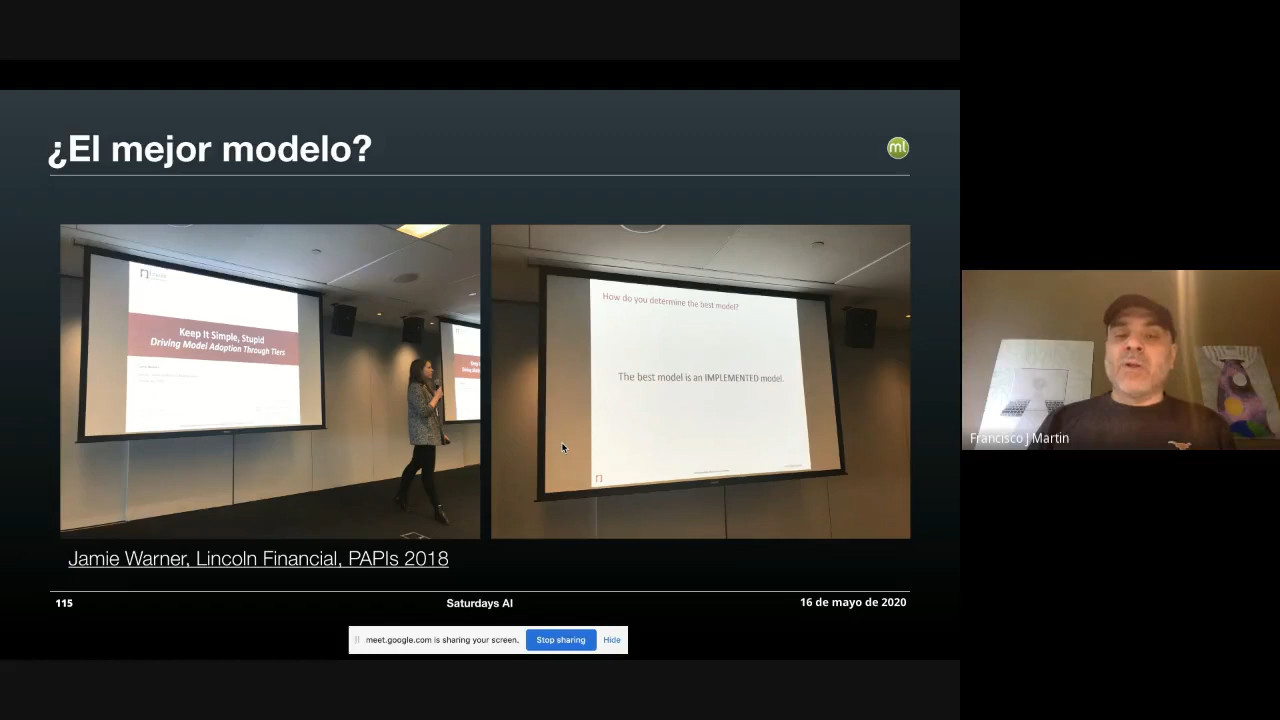 ¿El mejor modelo?
ml
Keep It Simple, Stupid
Driving Model Adoption Through Tiers
How do you determine the best model?
The best model is an IMPLEMENTED model.
Jamie Warner, Lincoln Financial, PAPIs 2018
115
Saturdays AI
16 de mayo de 2020
meet.google.com is sharing your screen.
Stop sharing
Hide
Francisco J Martin